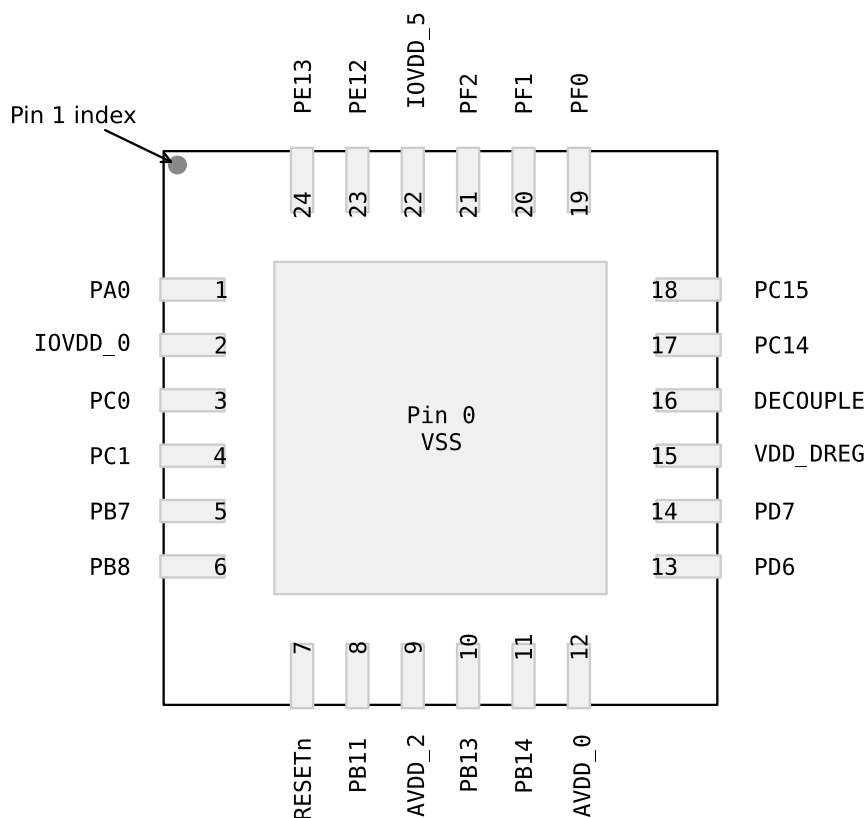 PE13 PE12 IOVDD_5 PF2 PF1 PF0
Pin 1 index
24 23 22 21 20 19
PA0 1 18 PC15
IOVDD_0 2 17 PC14
PC0 3 16 DECOUPLE
Pin 0
VSS
PC1 4 15 VDD_DREG
PB7 5 14 PD7
PB8 6 13 PD6
7 8 9 10 11 12
RESETn PB11 AVDD_2 PB13 PB14 AVDD_0